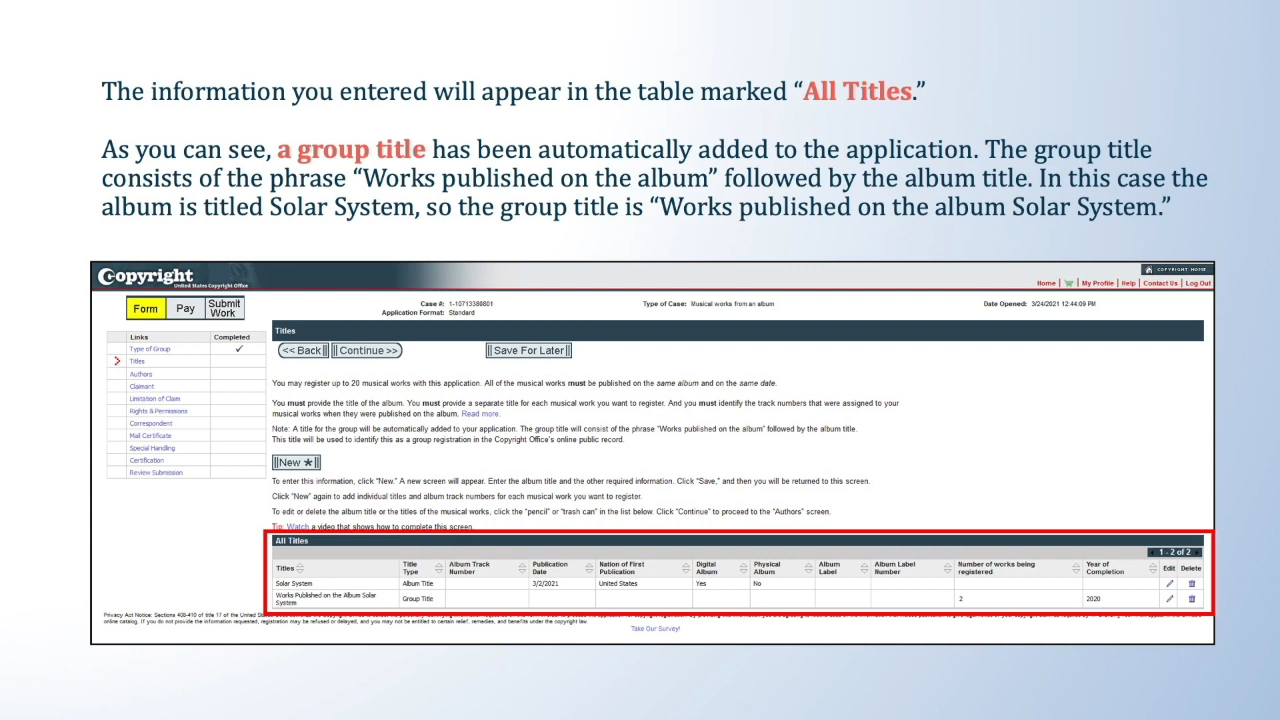 The information you entered will appear in the table marked “All Titles.”
As you can see, a group title has been automatically added to the application. The group title
consists of the phrase “Works published on the album” followed by the album title. In this case the
album is titled Solar System, so the group title is “Works published on the album Solar System.”
Copyright
United States Copyright Office
COPYRIGHT HOME
Home | My Profile | Help | Contact Us | Log Out
Form Pay Submit Work
Case #: 1-10713389801 Type of Case: Musical works from an album Date Opened: 3/24/2021 12:44:09 PM
Application Format: Standard
Links Completed
Type of Group ✓
Titles
Authors
Claimant
Limitation of Claim
Rights & Permissions
Correspondent
Mail Certificate
Special Handling
Certification
Review Submission
Titles
<< Back Continue >> Save For Later
You may register up to 20 musical works with this application. All of the musical works must be published on the same album and on the same date.
You must provide the title of the album. You must provide a separate title for each musical work you want to register. And you must identify the track numbers that were assigned to your
musical works when they were published on the album. Read more.
Note: A title for the group will be automatically added to your application. The group title will consist of the phrase “Works published on the album” followed by the album title.
This title will be used to identify this as a group registration in the Copyright Office’s online public record.
New *
To enter this information, click “New.” A new screen will appear. Enter the album title and the other required information. Click “Save,” and then you will be returned to this screen.
Click “New” again to add individual titles and album track numbers for each musical work you want to register.
To edit or delete the album title or the titles of the musical works, click the “pencil” or “trash can” in the list below. Click “Continue” to proceed to the “Authors” screen.
Tip: Watch a video that shows how to complete this screen.
All Titles
1 - 2 of 2
Titles Title Type Album Track Number Publication Date Nation of First Publication Digital Album Physical Album Album Label Album Label Number Number of works being registered Year of Completion Edit Delete
Solar System Album Title 3/2/2021 United States Yes No
Works Published on the Album Solar System Group Title 2 2020
Privacy Act Notice: Sections 408-410 of title 17 of the United St
online catalog. If you do not provide the information requested, registration may be refused or delayed, and you may not be entitled to certain relief, remedies, and benefits under the copyright law.
Take Our Survey!